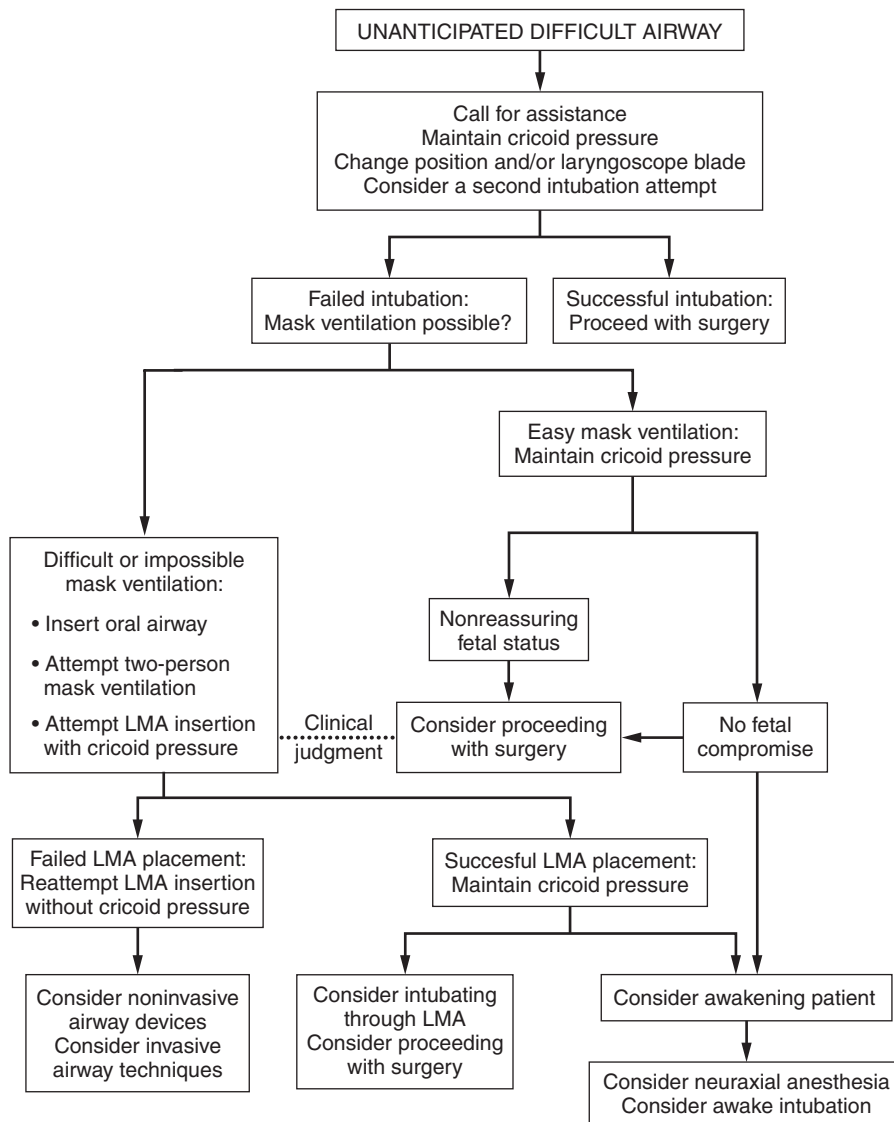 UNANTICIPATED DIFFICULT AIRWAY
Call for assistance
Maintain cricoid pressure
Change position and/or laryngoscope blade
Consider a second intubation attempt
Failed intubation:
Mask ventilation possible?
Successful intubation:
Proceed with surgery
Easy mask ventilation:
Maintain cricoid pressure
Difficult or impossible
mask ventilation:
• Insert oral airway
• Attempt two-person
mask ventilation
• Attempt LMA insertion
with cricoid pressure
Nonreassuring
fetal status
Clinical
judgment
Consider proceeding
with surgery
No fetal
compromise
Failed LMA placement:
Reattempt LMA insertion
without cricoid pressure
Succesful LMA placement:
Maintain cricoid pressure
Consider noninvasive
airway devices
Consider invasive
airway techniques
Consider intubating
through LMA
Consider proceeding
with surgery
Consider awakening patient
Consider neuraxial anesthesia
Consider awake intubation